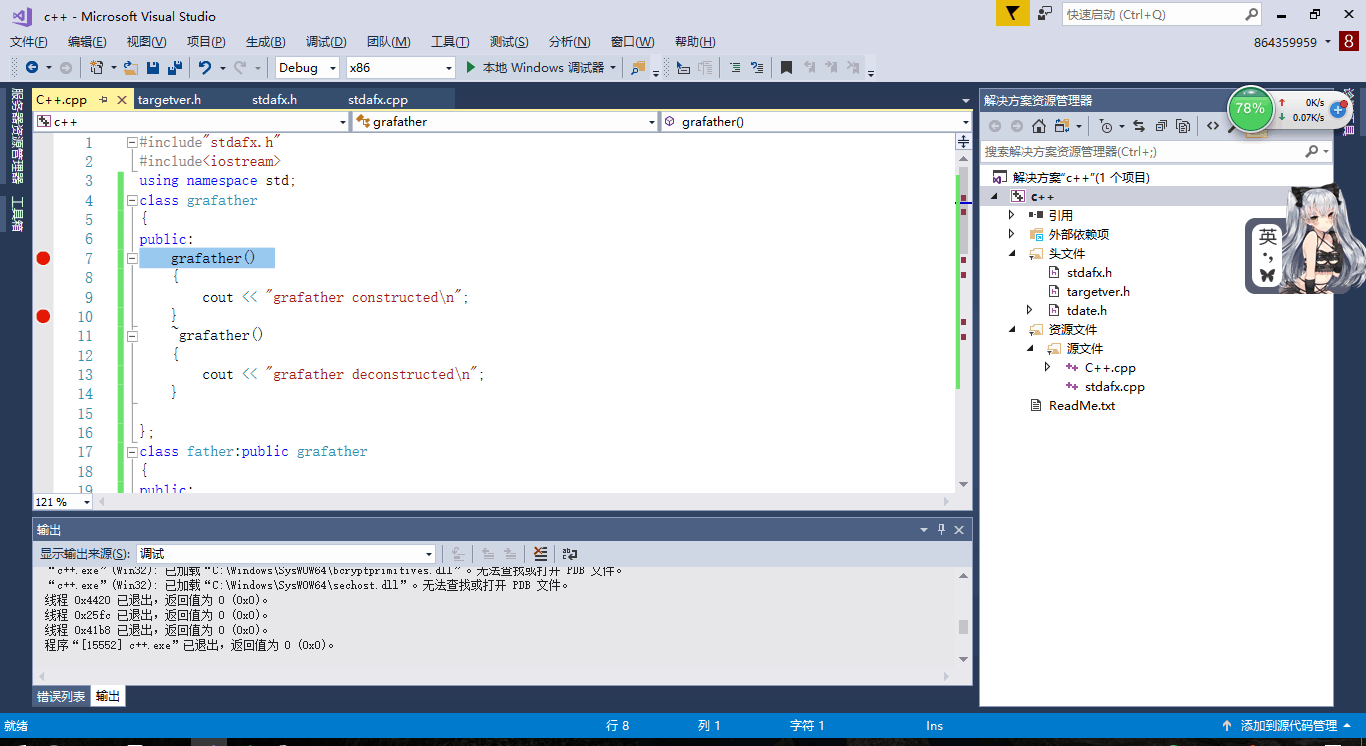 c++ - Microsoft Visual Studio
快速启动 (Ctrl+Q)
文件(F) 编辑(E) 视图(V) 项目(P) 生成(B) 调试(D) 团队(M) 工具(T) 测试(S) 分析(N) 窗口(W) 帮助(H)
864359959 8
Debug x86 本地 Windows 调试器
服务器资源管理器
工具箱
C++.cpp targetver.h stdafx.h stdafx.cpp
c++ grafather grafather()
1 #include"stdafx.h"
2 #include<iostream>
3 using namespace std;
4 class grafather
5 {
6 public:
7 grafather()
8 {
9 cout << "grafather constructed\n";
10 }
11 ~grafather()
12 {
13 cout << "grafather deconstructed\n";
14 }
15
16 };
17 class father:public grafather
18 {
19 public:
121 %
输出
显示输出来源(S): 调试
“c++.exe”(Win32): 已加载“C:\Windows\SysWOW64\bcryptprimitives.dll”。无法查找或打开 PDB 文件。
“c++.exe”(Win32): 已加载“C:\Windows\SysWOW64\sechost.dll”。无法查找或打开 PDB 文件。
线程 0x4420 已退出，返回值为 0 (0x0)。
线程 0x25fc 已退出，返回值为 0 (0x0)。
线程 0x41b8 已退出，返回值为 0 (0x0)。
程序“[15552] c++.exe”已退出，返回值为 0 (0x0)。
错误列表 输出
解决方案资源管理器
78%
0K/s
0.07K/s
搜索解决方案资源管理器(Ctrl+;)
解决方案“c++”(1 个项目)
c++
引用
外部依赖项
头文件
stdafx.h
targetver.h
tdate.h
资源文件
源文件
C++.cpp
stdafx.cpp
ReadMe.txt
英
就绪 行 8 列 1 字符 1 Ins 添加到源代码管理